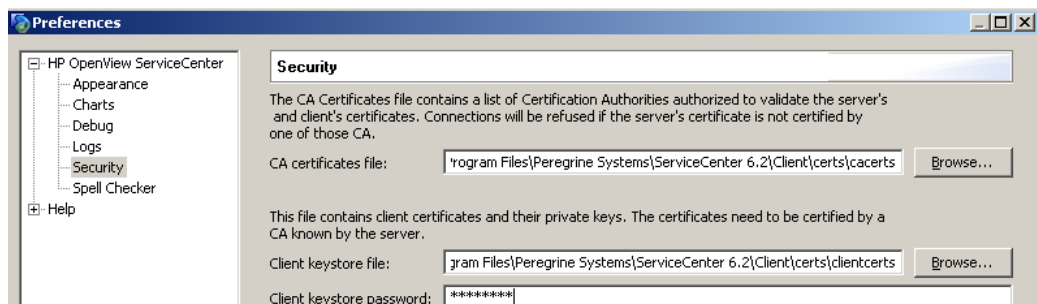 Preferences
HP OpenView ServiceCenter
Appearance
Charts
Debug
Logs
Security
Spell Checker
Help
Security
The CA Certificates file contains a list of Certification Authorities authorized to validate the server's
and client's certificates. Connections will be refused if the server's certificate is not certified by
one of those CA.
CA certificates file: rogram Files\Peregrine Systems\ServiceCenter 6.2\Client\certs\cacerts Browse...
This file contains client certificates and their private keys. The certificates need to be certified by a
CA known by the server.
Client keystore file: gram Files\Peregrine Systems\ServiceCenter 6.2\Client\certs\clientcerts Browse...
Client keystore password: ********